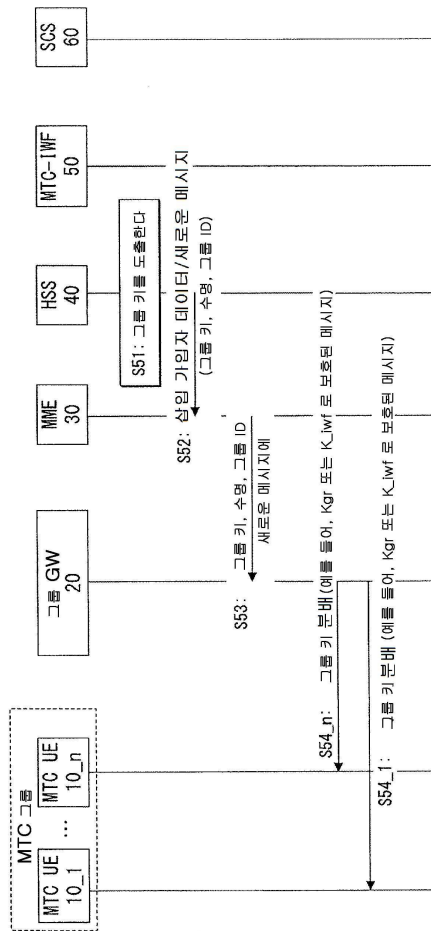 MTC 그룹
MTC UE
10_1
...
MTC UE
10_n
그룹 GW
20
MME
30
HSS
40
MTC-IWF
50
SCS
60
S51: 그룹 키를 도출한다
S52: 삽입 가입자 데이터/새로운 메시지
(그룹 키, 수명, 그룹 ID)
S53: 그룹 키, 수명, 그룹 ID
새로운 메시지에
S54_n: 그룹 키 분배(예를 들어, Kgr 또는 K_iwf 로 보호된 메시지)
S54_1: 그룹 키분배 (예를 들어, Kgr 또는 K_iwf 로 보호된 메시지)